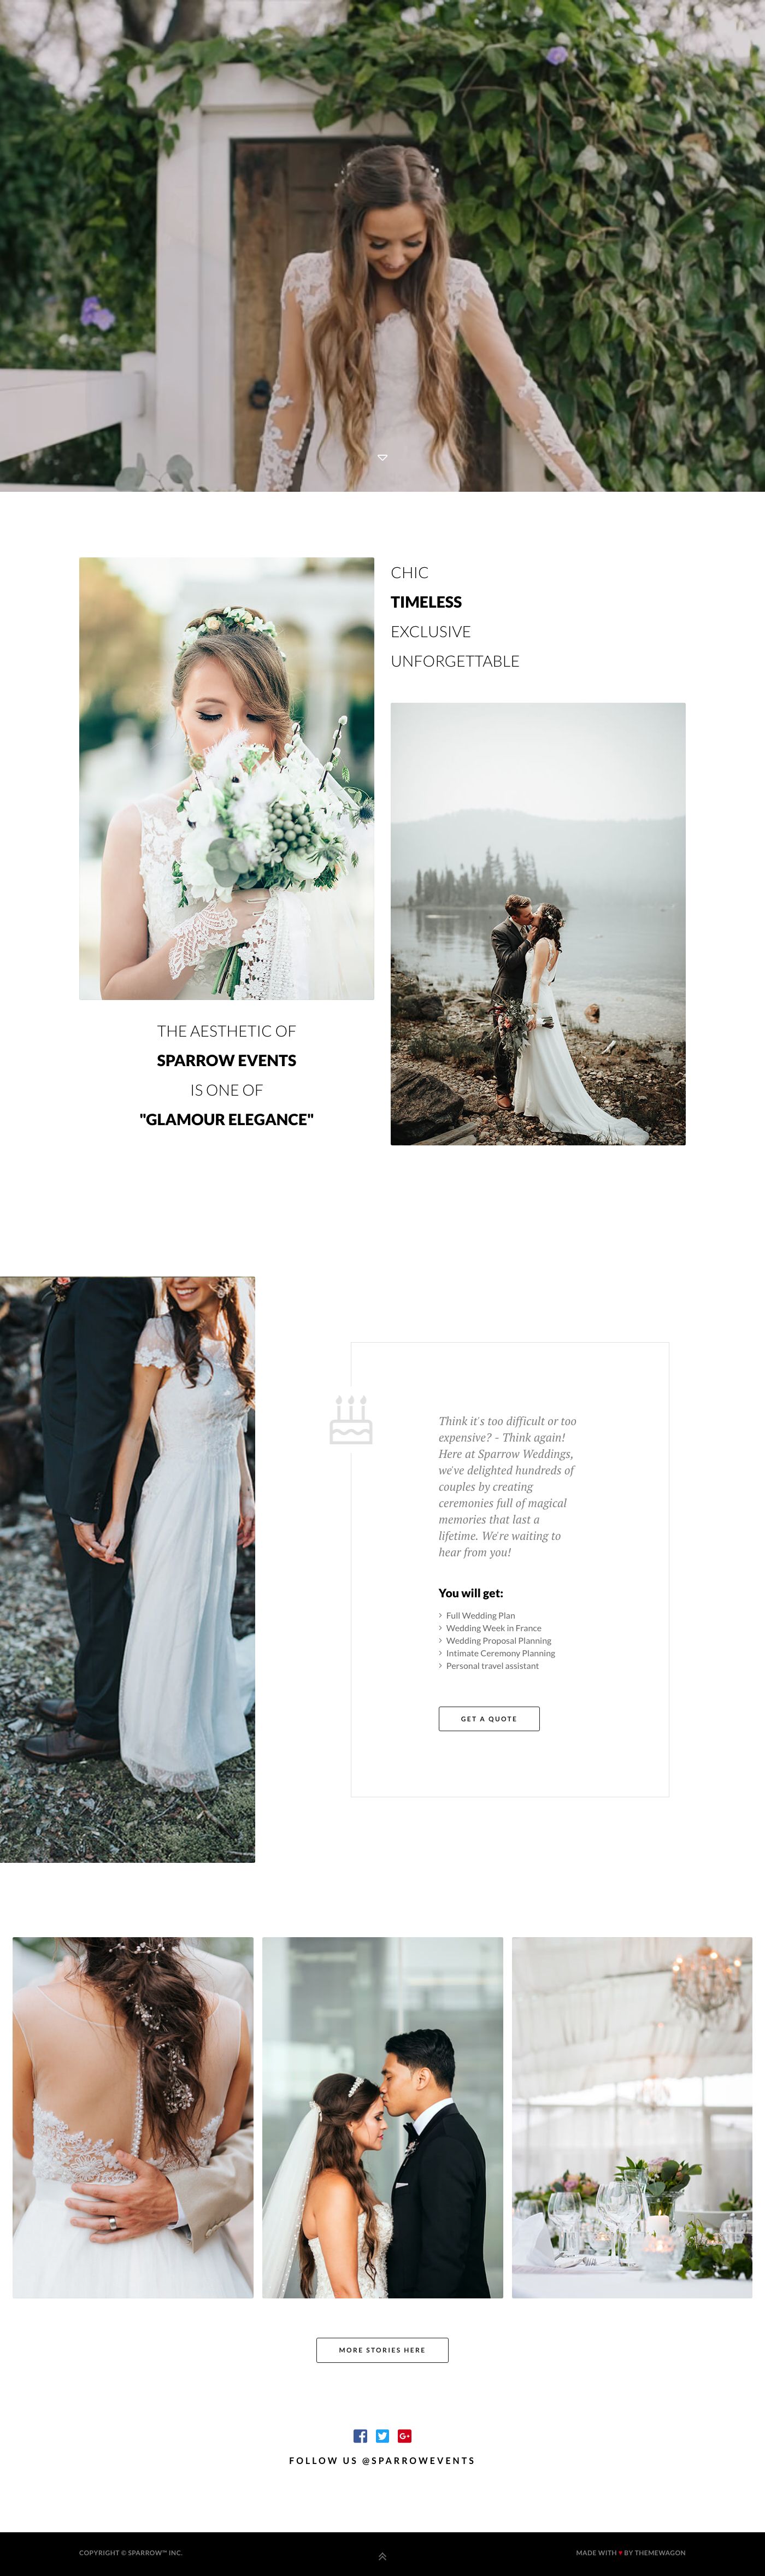 CHIC
TIMELESS
EXCLUSIVE
UNFORGETTABLE
THE AESTHETIC OF
SPARROW EVENTS
IS ONE OF
"GLAMOUR ELEGANCE"
Think it's too difficult or too
expensive? - Think again!
Here at Sparrow Weddings,
we've delighted hundreds of
couples by creating
ceremonies full of magical
memories that last a
lifetime. We're waiting to
hear from you!
You will get:
Full Wedding Plan
Wedding Week in France
Wedding Proposal Planning
Intimate Ceremony Planning
Personal travel assistant
GET A QUOTE
MORE STORIES HERE
FOLLOW US @SPARROWEVENTS
COPYRIGHT © SPARROW™ INC.
MADE WITH ♥ BY THEMEWAGON